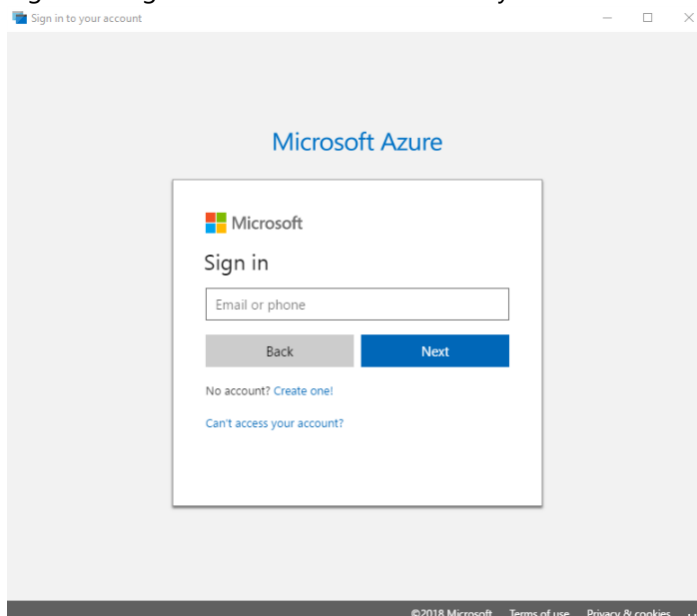 Sign in to your account
Microsoft Azure
Microsoft
Sign in
Email or phone
Back Next
No account? Create one!
Can't access your account?
©2018 Microsoft Terms of use Privacy & cookies